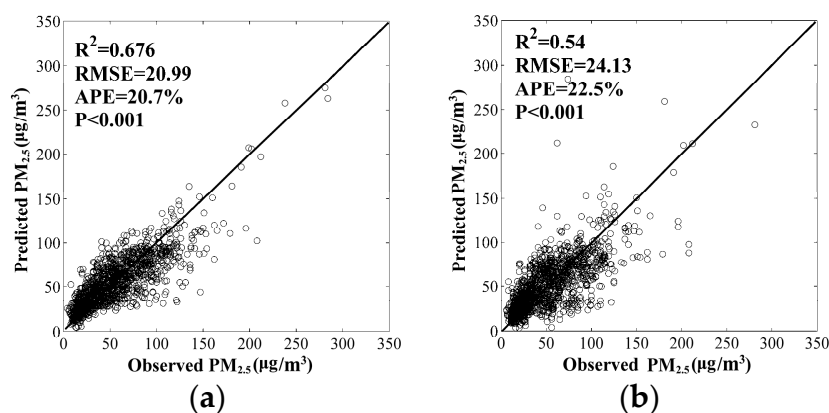 350
300
250
200
150
100
50
0
R²=0.676
RMSE=20.99
APE=20.7%
P<0.001
Predicted PM₂.₅(μg/m³)
0 50 100 150 200 250 300 350
Observed PM₂.₅(μg/m³)
(a)
350
300
250
200
150
100
50
0
R²=0.54
RMSE=24.13
APE=22.5%
P<0.001
Predicted PM₂.₅(μg/m³)
0 50 100 150 200 250 300 350
Observed PM₂.₅(μg/m³)
(b)